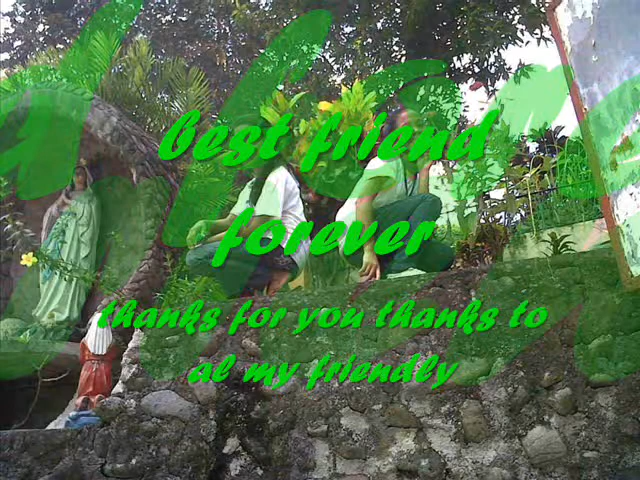 best friend
forever
thanks for you thanks to
al my friendly